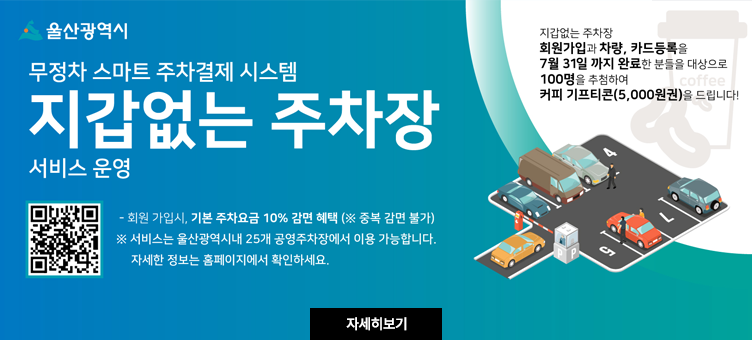 울산광역시
무정차 스마트 주차결제 시스템
지갑없는 주차장
서비스 운영
- 회원 가입시, 기본 주차요금 10% 감면 혜택 (※ 중복 감면 불가)
※ 서비스는 울산광역시내 25개 공영주차장에서 이용 가능합니다.
자세한 정보는 홈페이지에서 확인하세요.
지갑없는 주차장
회원가입과 차량, 카드등록을
7월 31일 까지 완료한 분들을 대상으로
100명을 추첨하여
커피 기프티콘(5,000원권)을 드립니다!
coffee
4
5
7
P P
자세히보기